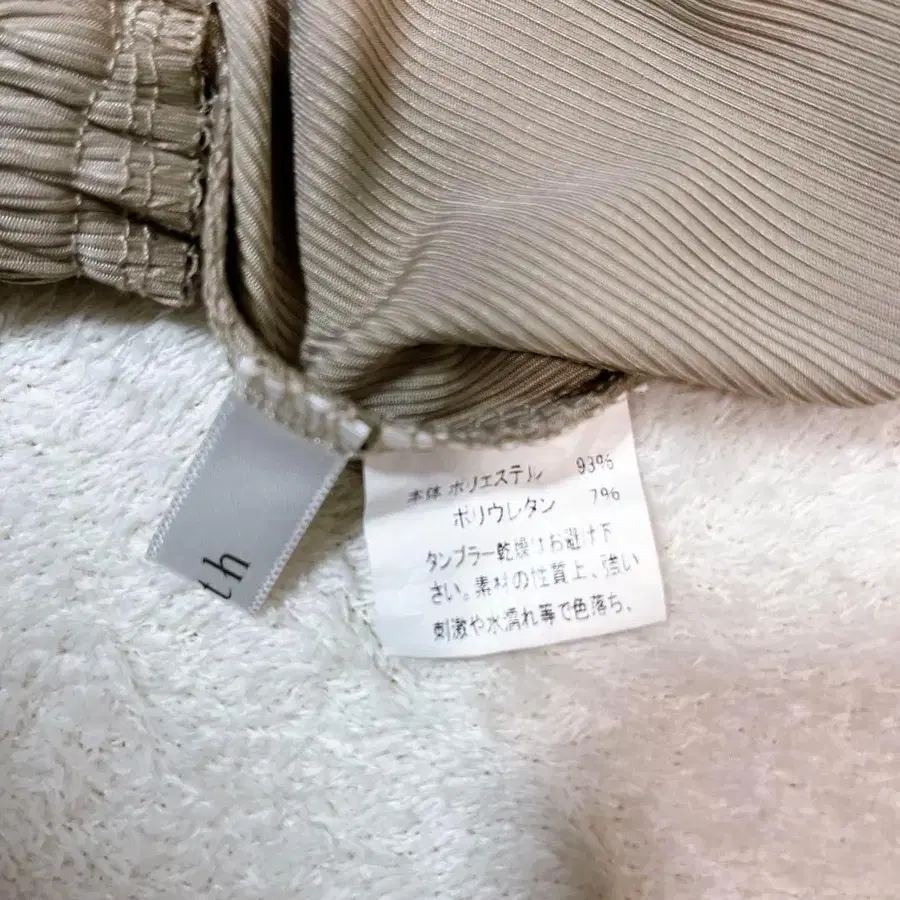 本体 ポリエステル 93%
ポリウレタン 7%
タンブラー乾燥はお避け下
さい。素材の性質上、強い
刺激や水濡れ等で色落ち、
th